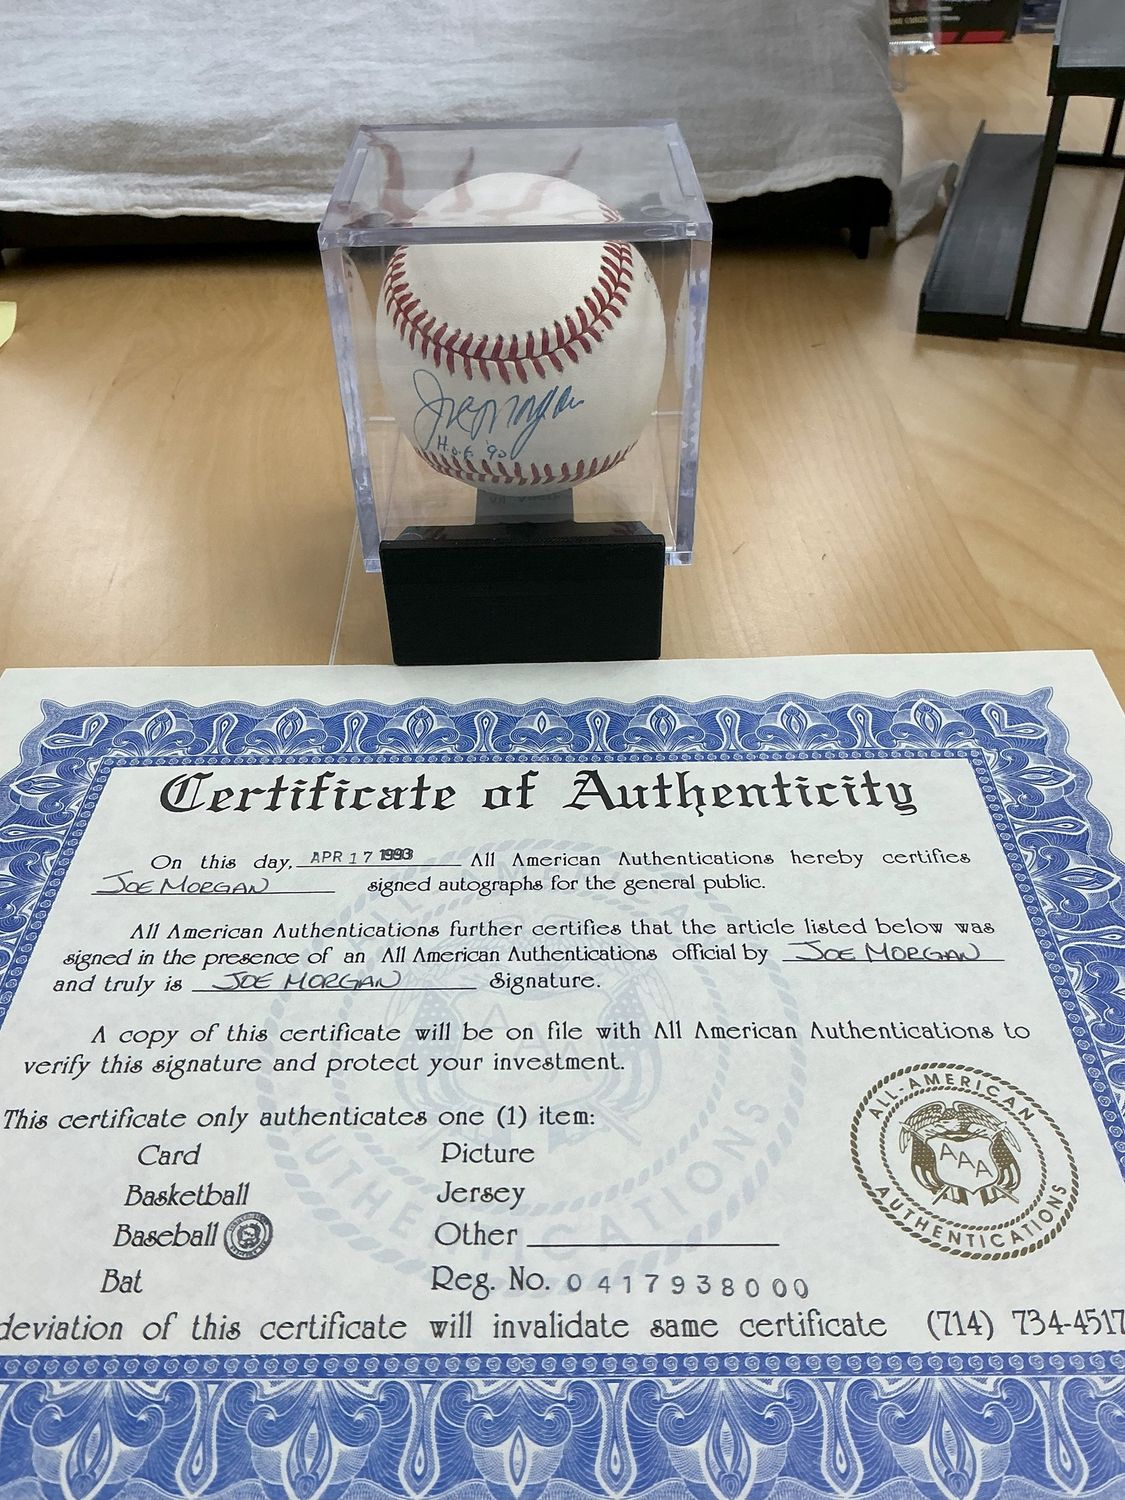 Joe Morgan
H.O.F. '90
Certificate of Authenticity
On this day, APR 17 1993 All American Authentications hereby certifies
JOE MORGAN signed autographs for the general public.
All American Authentications further certifies that the article listed below was
signed in the presence of an All American Authentications official by JOE MORGAN
and truly is JOE MORGAN Signature.
A copy of this certificate will be on file with All American Authentications to
verify this signature and protect your investment.
This certificate only authenticates one (1) item:
Card Picture
Basketball Jersey
Baseball Other
Bat Reg. No. 0417938000
ALL-AMERICAN
AAA
AUTHENTICATIONS
deviation of this certificate will invalidate same certificate (714) 734-4517